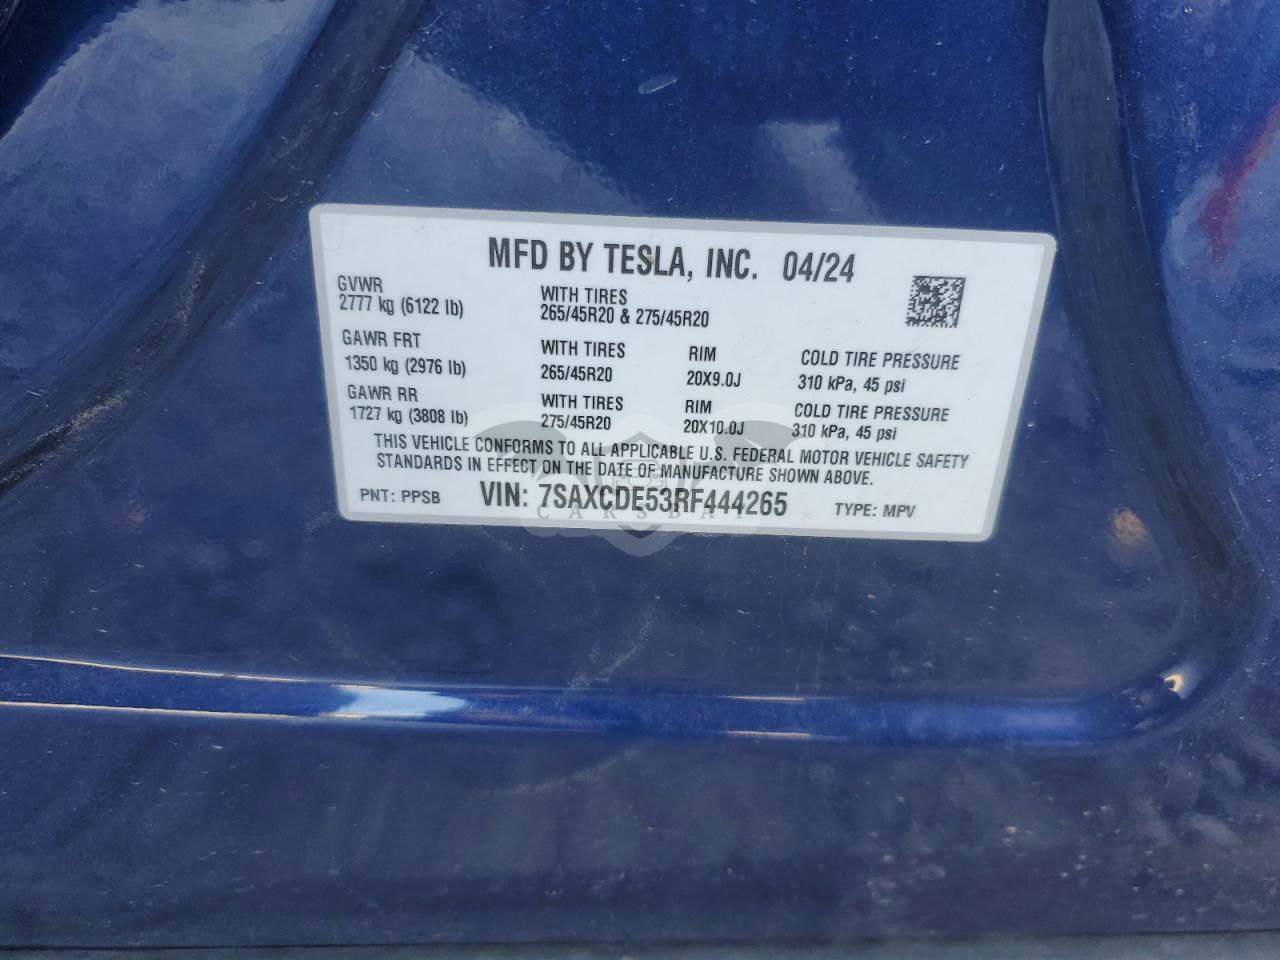 MFD BY TESLA, INC. 04/24
GVWR
2777 kg (6122 lb)
WITH TIRES
265/45R20 & 275/45R20
GAWR FRT
1350 kg (2976 lb)
WITH TIRES
265/45R20
RIM
20X9.0J
COLD TIRE PRESSURE
310 kPa, 45 psi
GAWR RR
1727 kg (3808 lb)
WITH TIRES
275/45R20
RIM
20X10.0J
COLD TIRE PRESSURE
310 kPa, 45 psi
THIS VEHICLE CONFORMS TO ALL APPLICABLE U.S. FEDERAL MOTOR VEHICLE SAFETY
STANDARDS IN EFFECT ON THE DATE OF MANUFACTURE SHOWN ABOVE.
PNT: PPSB
VIN: 7SAXCDE53RF444265
TYPE: MPV
CARSBAT